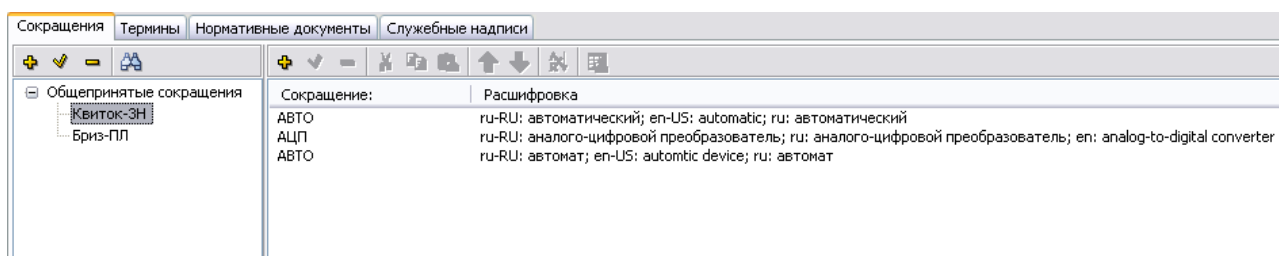 Сокращения Термины Нормативные документы Служебные надписи
Общепринятые сокращения
Квиток-ЗН
Бриз-ПЛ
Сокращение: Расшифровка
АВТО ru-RU: автоматический; en-US: automatic; ru: автоматический
АЦП ru-RU: аналого-цифровой преобразователь; ru: аналого-цифровой преобразователь; en: analog-to-digital converter
АВТО ru-RU: автомат; en-US: automtic device; ru: автомат